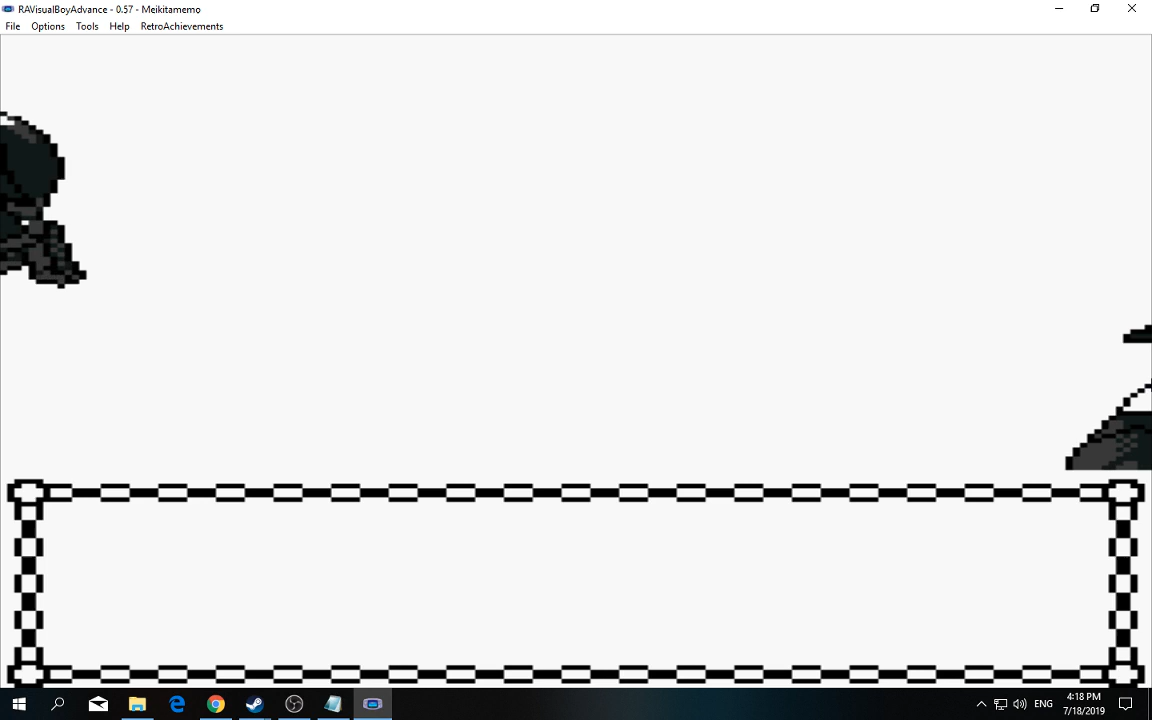 RAVisualBoyAdvance - 0.57 - Meikitamemo
File Options Tools Help RetroAchievements
ENG
4:18 PM
7/18/2019